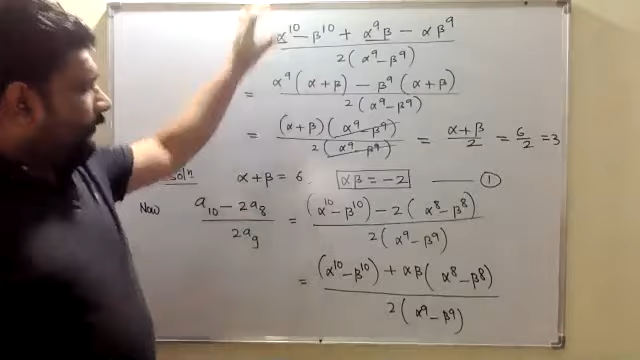 α¹⁰ − β¹⁰ + α⁹β − αβ⁹ / 2(α⁹ − β⁹)
= α⁹(α+β) − β⁹(α+β) / 2(α⁹ − β⁹)
= (α+β)(α⁹ − β⁹) / 2(α⁹ − β⁹) = α+β / 2 = 6/2 = 3
Solⁿ α+β = 6. αβ = −2 —— ①
Now a₁₀ − 2a₈ / 2a₉ = (α¹⁰ − β¹⁰) − 2(α⁸ − β⁸) / 2(α⁹ − β⁹)
= (α¹⁰ − β¹⁰) + αβ(α⁸ − β⁸) / 2(α⁹ − β⁹)